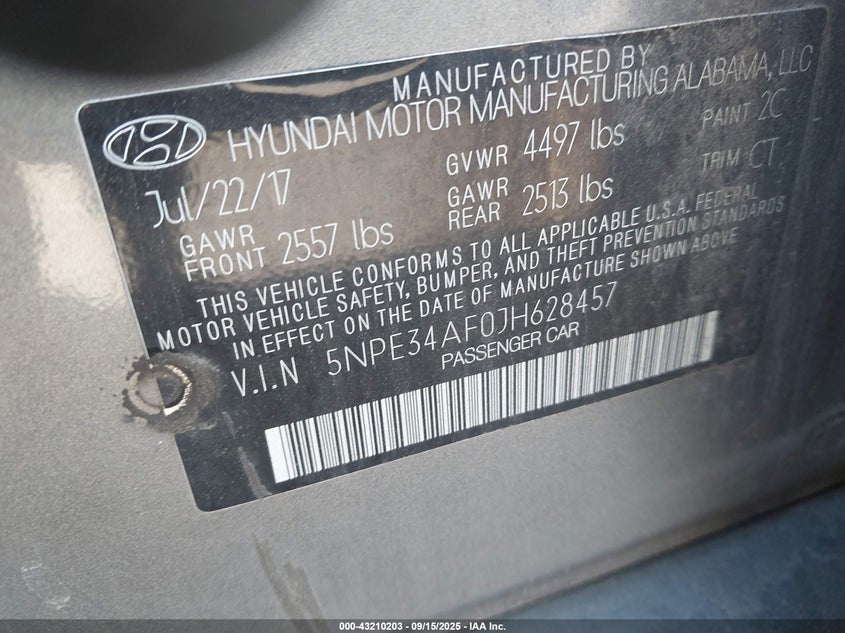 MANUFACTURED BY
HYUNDAI MOTOR MANUFACTURING ALABAMA, LLC
Jul/22/17 GVWR 4497 lbs PAINT 2C
GAWR FRONT 2557 lbs GAWR REAR 2513 lbs TRIM CT
THIS VEHICLE CONFORMS TO ALL APPLICABLE U.S.A. FEDERAL
MOTOR VEHICLE SAFETY, BUMPER, AND THEFT PREVENTION STANDARDS
IN EFFECT ON THE DATE OF MANUFACTURE SHOWN ABOVE
V.I.N 5NPE34AF0JH628457
PASSENGER CAR
000-43210203 - 09/15/2025 - IAA Inc.